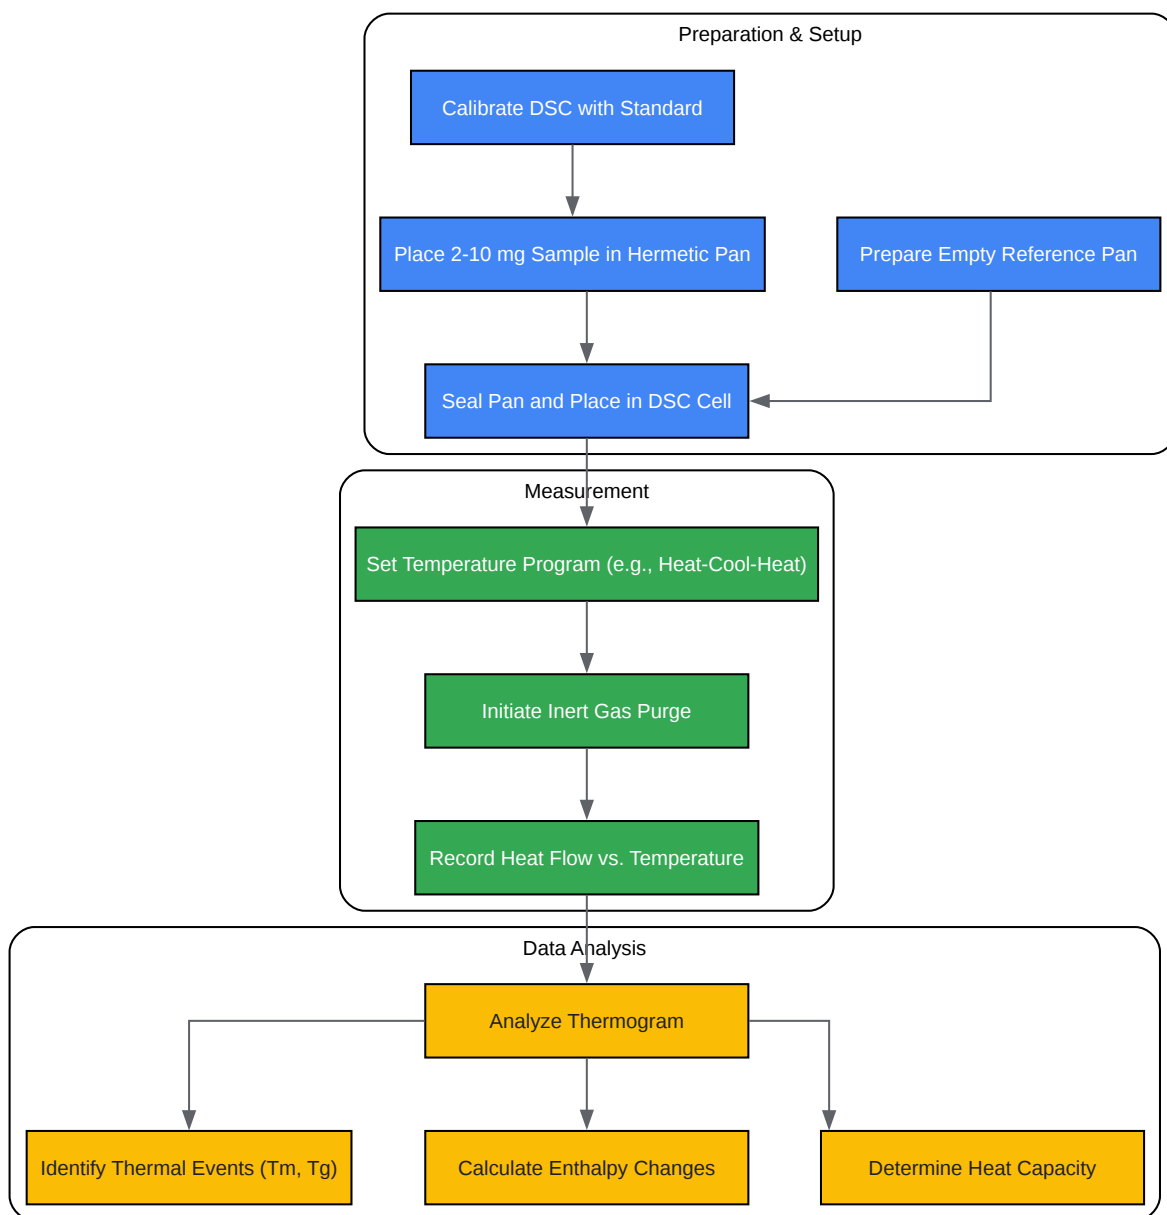 Preparation & Setup
Calibrate DSC with Standard
Place 2-10 mg Sample in Hermetic Pan
Prepare Empty Reference Pan
Seal Pan and Place in DSC Cell
Measurement
Set Temperature Program (e.g., Heat-Cool-Heat)
Initiate Inert Gas Purge
Record Heat Flow vs. Temperature
Data Analysis
Analyze Thermogram
Identify Thermal Events (Tm, Tg)
Calculate Enthalpy Changes
Determine Heat Capacity